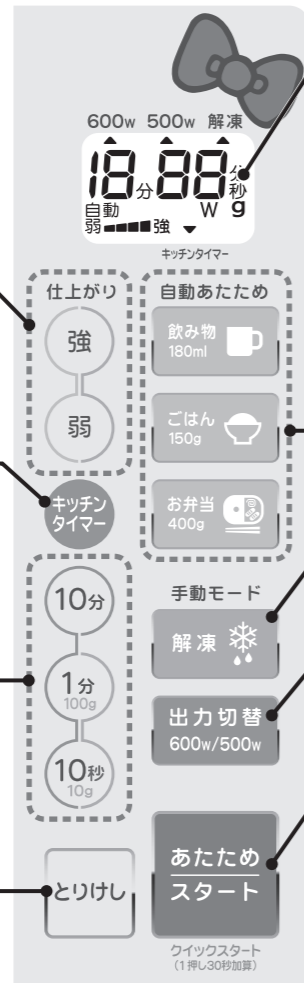 600w 500w 解凍
18分88分秒
自動 W g
弱 強
キッチンタイマー
仕上がり
強
弱
自動あたため
飲み物
180ml
ごはん
150g
お弁当
400g
キッチン
タイマー
10分
1分
100g
10秒
10g
手動モード
解凍
出力切替
600w/500w
とりけし
あたため
スタート
クイックスタート
(1押し30秒加算)